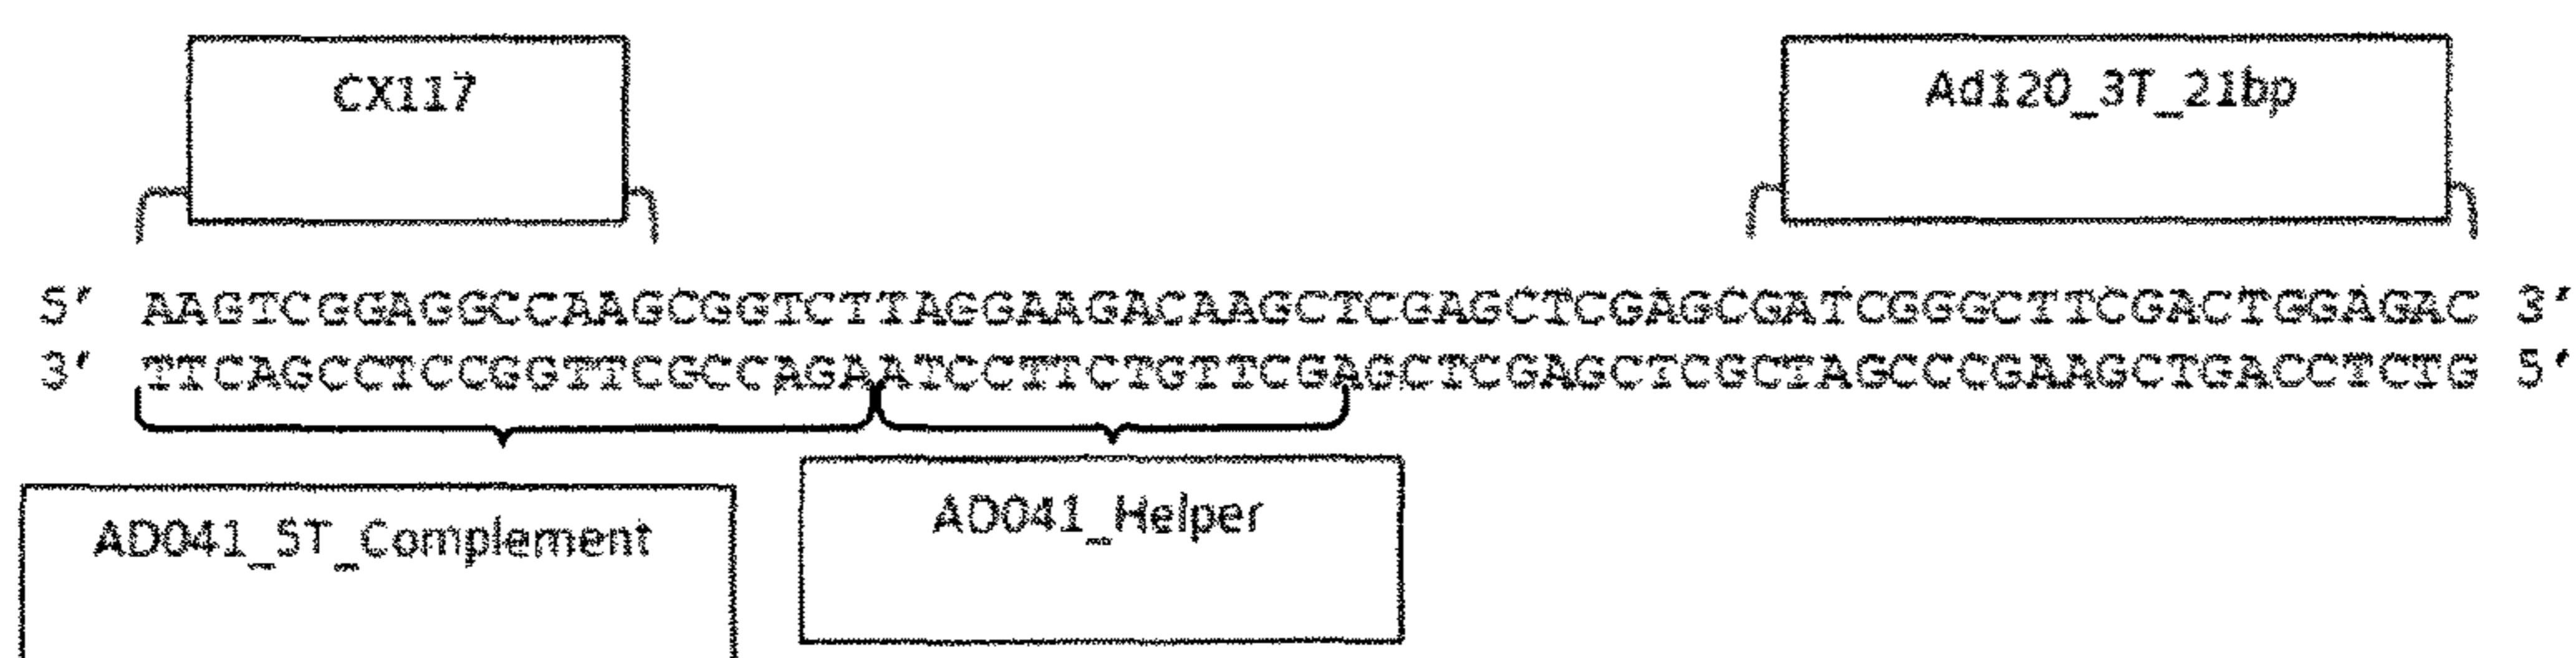 CX117
Ad120_3T_21bp
5' AAGTCGGAGGCCAAGCGGTCTTAGGAAGACAAGCTCGAGCTCGAGCGATCGGGCTTCGACTGGAGAC 3'
3' TTCAGCCTCCGGTTCGCCAGAATCCTTCTGTTCGAGCTCGAGCTCGCTAGCCCGAAGCTGACCTCTG 5'
AD041_5T_Complement
AD041_Helper